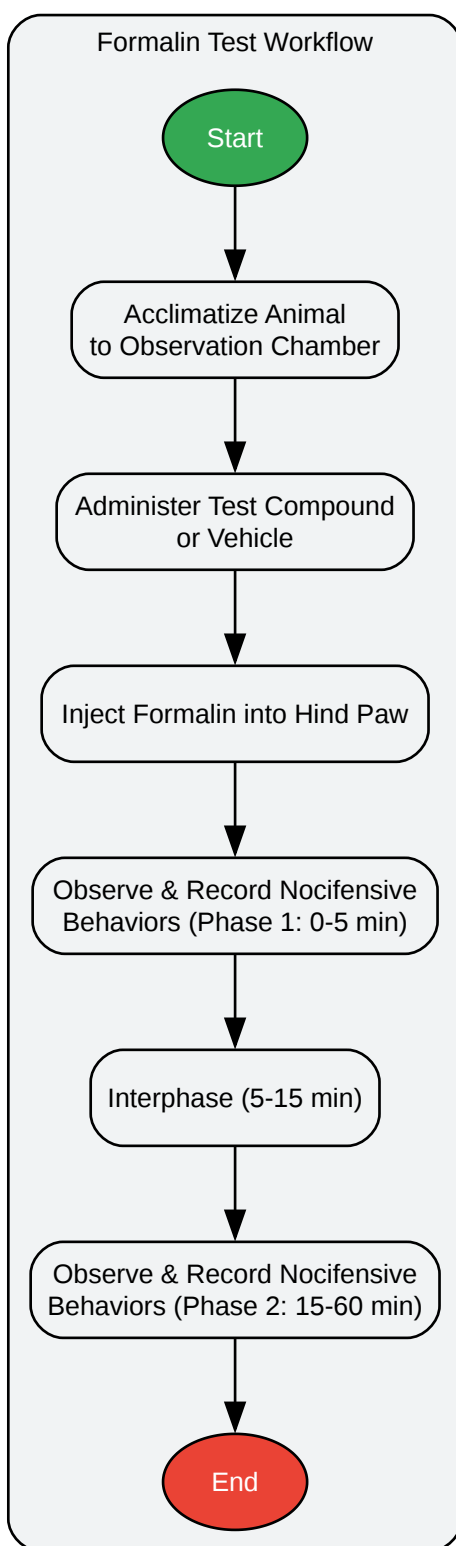 Formalin Test Workflow
Start
Acclimatize Animal
to Observation Chamber
Administer Test Compound
or Vehicle
Inject Formalin into Hind Paw
Observe & Record Nocifensive
Behaviors (Phase 1: 0-5 min)
Interphase (5-15 min)
Observe & Record Nocifensive
Behaviors (Phase 2: 15-60 min)
End